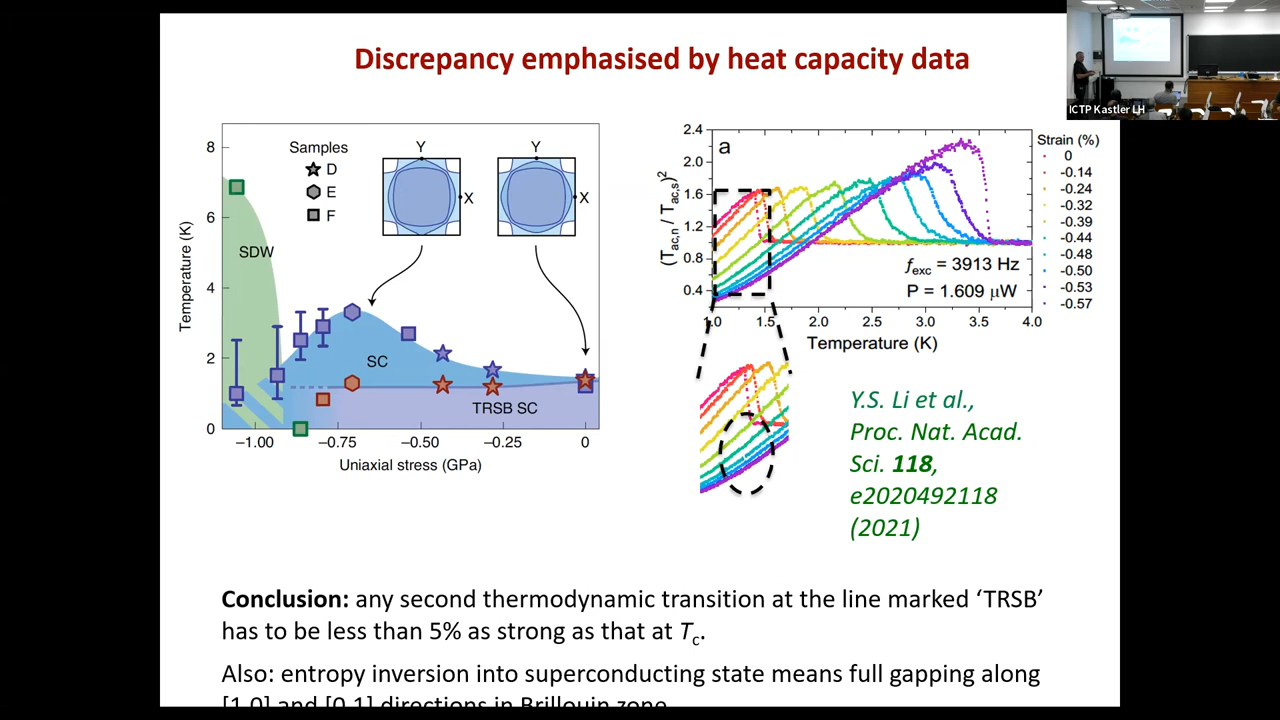 Discrepancy emphasised by heat capacity data
ICTP Kastler LH
8
6
4
2
0
Temperature (K)
Samples
D
E
F
Y
X
Y
X
SDW
SC
TRSB SC
−1.00
−0.75
−0.50
−0.25
0
Uniaxial stress (GPa)
2.4
2.0
1.6
1.2
0.8
0.4
(Tac,n / Tac,s)2
a
fexc = 3913 Hz
P = 1.609 μW
1.0
1.5
2.0
2.5
3.0
3.5
4.0
Temperature (K)
Strain (%)
0
-0.14
-0.24
-0.32
-0.39
-0.44
-0.48
-0.50
-0.53
-0.57
Y.S. Li et al.,
Proc. Nat. Acad.
Sci. 118,
e2020492118
(2021)
Conclusion: any second thermodynamic transition at the line marked ‘TRSB’
has to be less than 5% as strong as that at Tc.
Also: entropy inversion into superconducting state means full gapping along
[1,0] and [0,1] directions in Brillouin zone